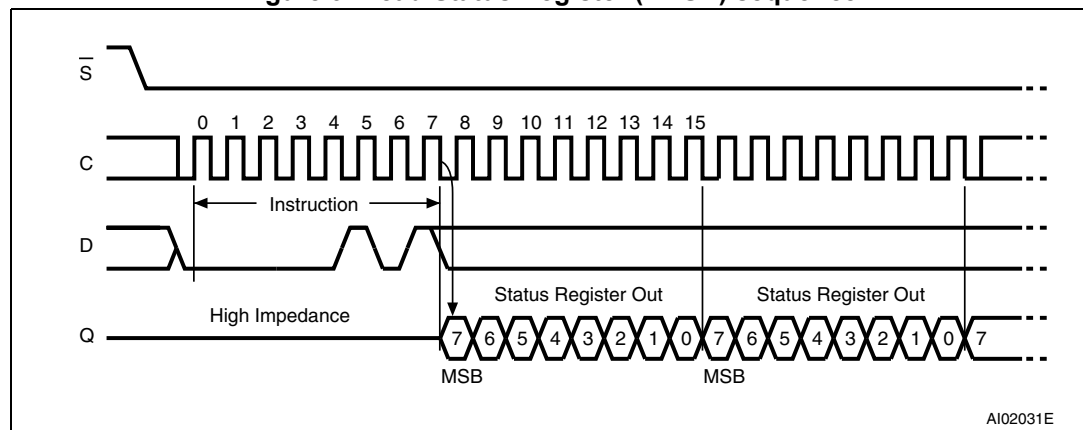 S
0 1 2 3 4 5 6 7 8 9 10 11 12 13 14 15
C
Instruction
D
Status Register Out Status Register Out
High Impedance
Q
7 6 5 4 3 2 1 0 7 6 5 4 3 2 1 0 7
MSB MSB
AI02031E